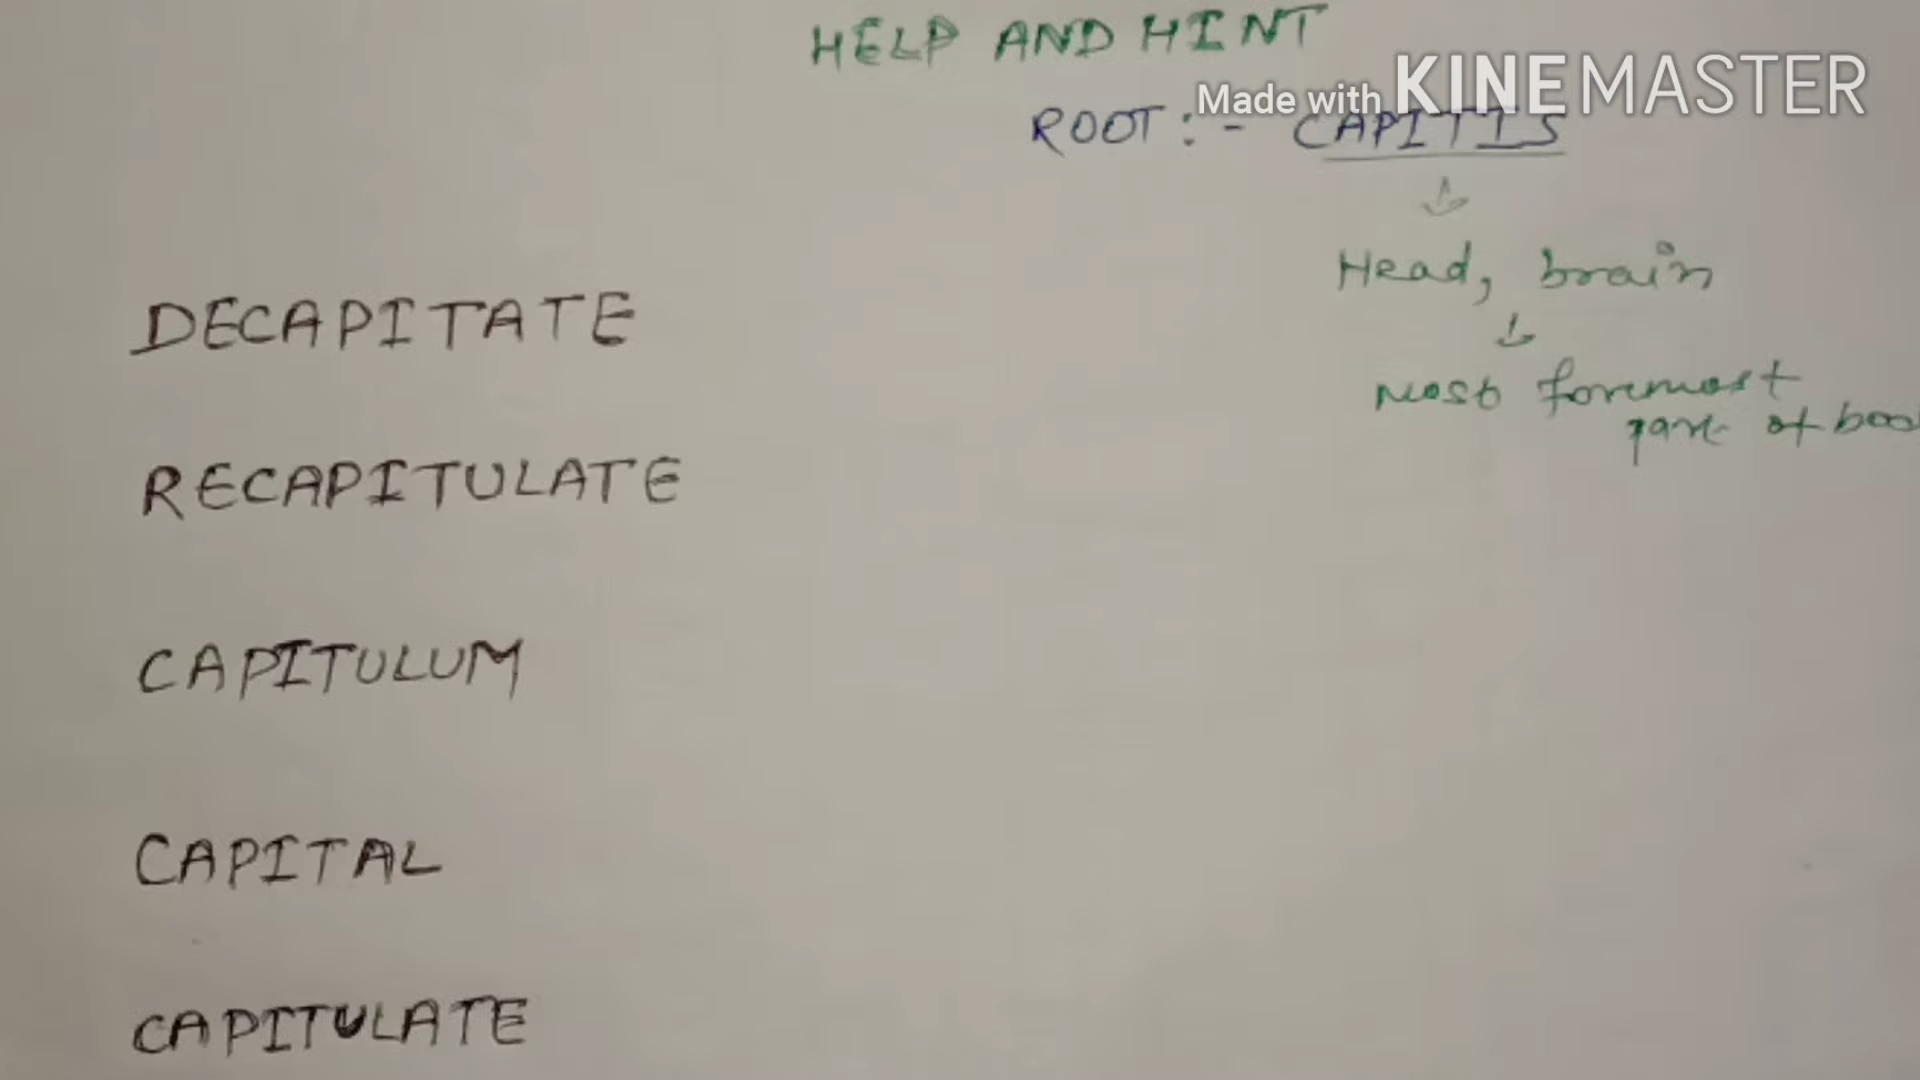 HELP AND HINT
Made with KINEMASTER
ROOT :- CAPITIS
Head, brain
Most foremost
part of
DECAPITATE
RECAPITULATE
CAPITULUM
CAPITAL
CAPITULATE